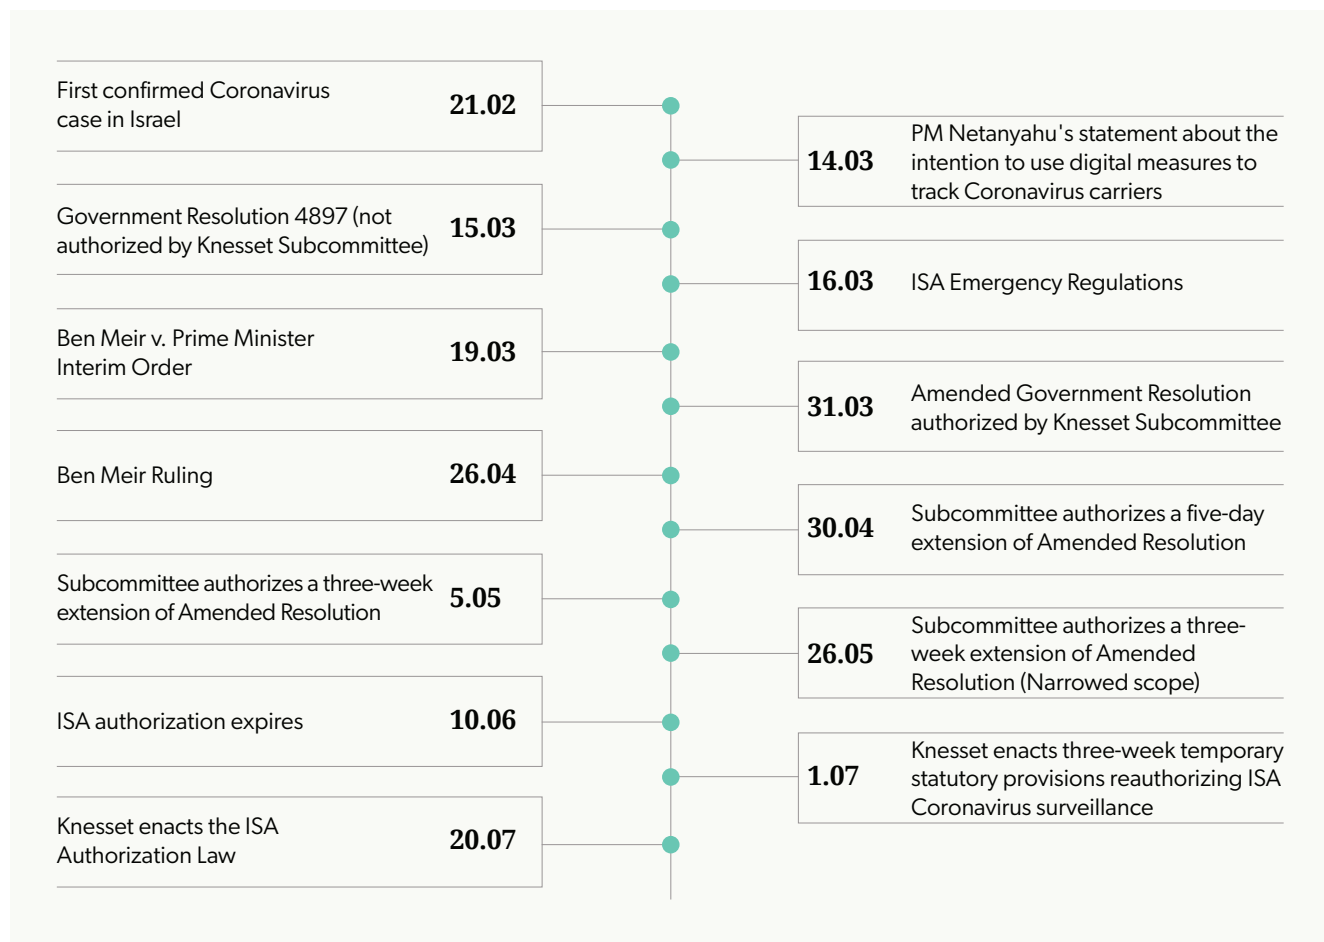 First confirmed Coronavirus
case in Israel
21.02
14.03
PM Netanyahu's statement about the
intention to use digital measures to
track Coronavirus carriers
Government Resolution 4897 (not
authorized by Knesset Subcommittee)
15.03
16.03
ISA Emergency Regulations
Ben Meir v. Prime Minister
Interim Order
19.03
31.03
Amended Government Resolution
authorized by Knesset Subcommittee
Ben Meir Ruling
26.04
30.04
Subcommittee authorizes a five-day
extension of Amended Resolution
Subcommittee authorizes a three-week
extension of Amended Resolution
5.05
26.05
Subcommittee authorizes a three-
week extension of Amended
Resolution (Narrowed scope)
ISA authorization expires
10.06
1.07
Knesset enacts three-week temporary
statutory provisions reauthorizing ISA
Coronavirus surveillance
Knesset enacts the ISA
Authorization Law
20.07